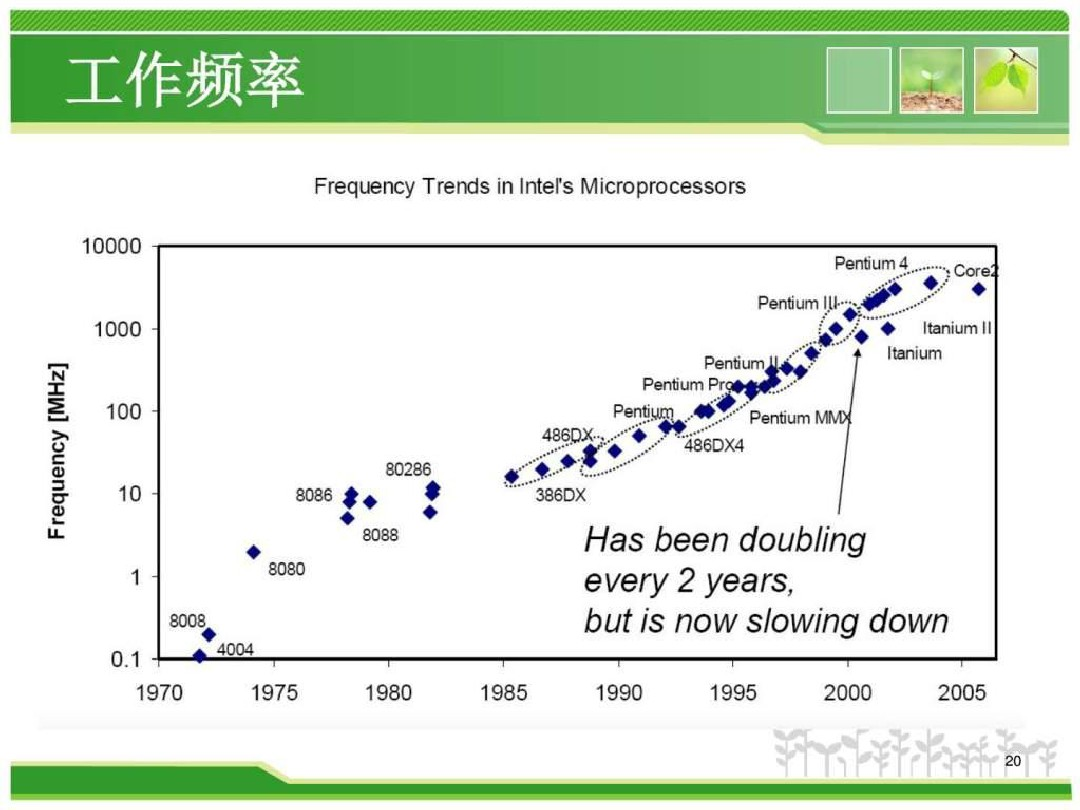 工作频率
Frequency Trends in Intel's Microprocessors
Frequency [MHz]
10000
1000
100
10
1
0.1
8008
4004
8080
8086
8088
80286
386DX
486DX
486DX4
Pentium
Pentium Pro
Pentium MMX
Pentium II
Pentium III
Pentium 4
Itanium
Itanium II
Core2
Has been doubling
every 2 years,
but is now slowing down
1970 1975 1980 1985 1990 1995 2000 2005
20